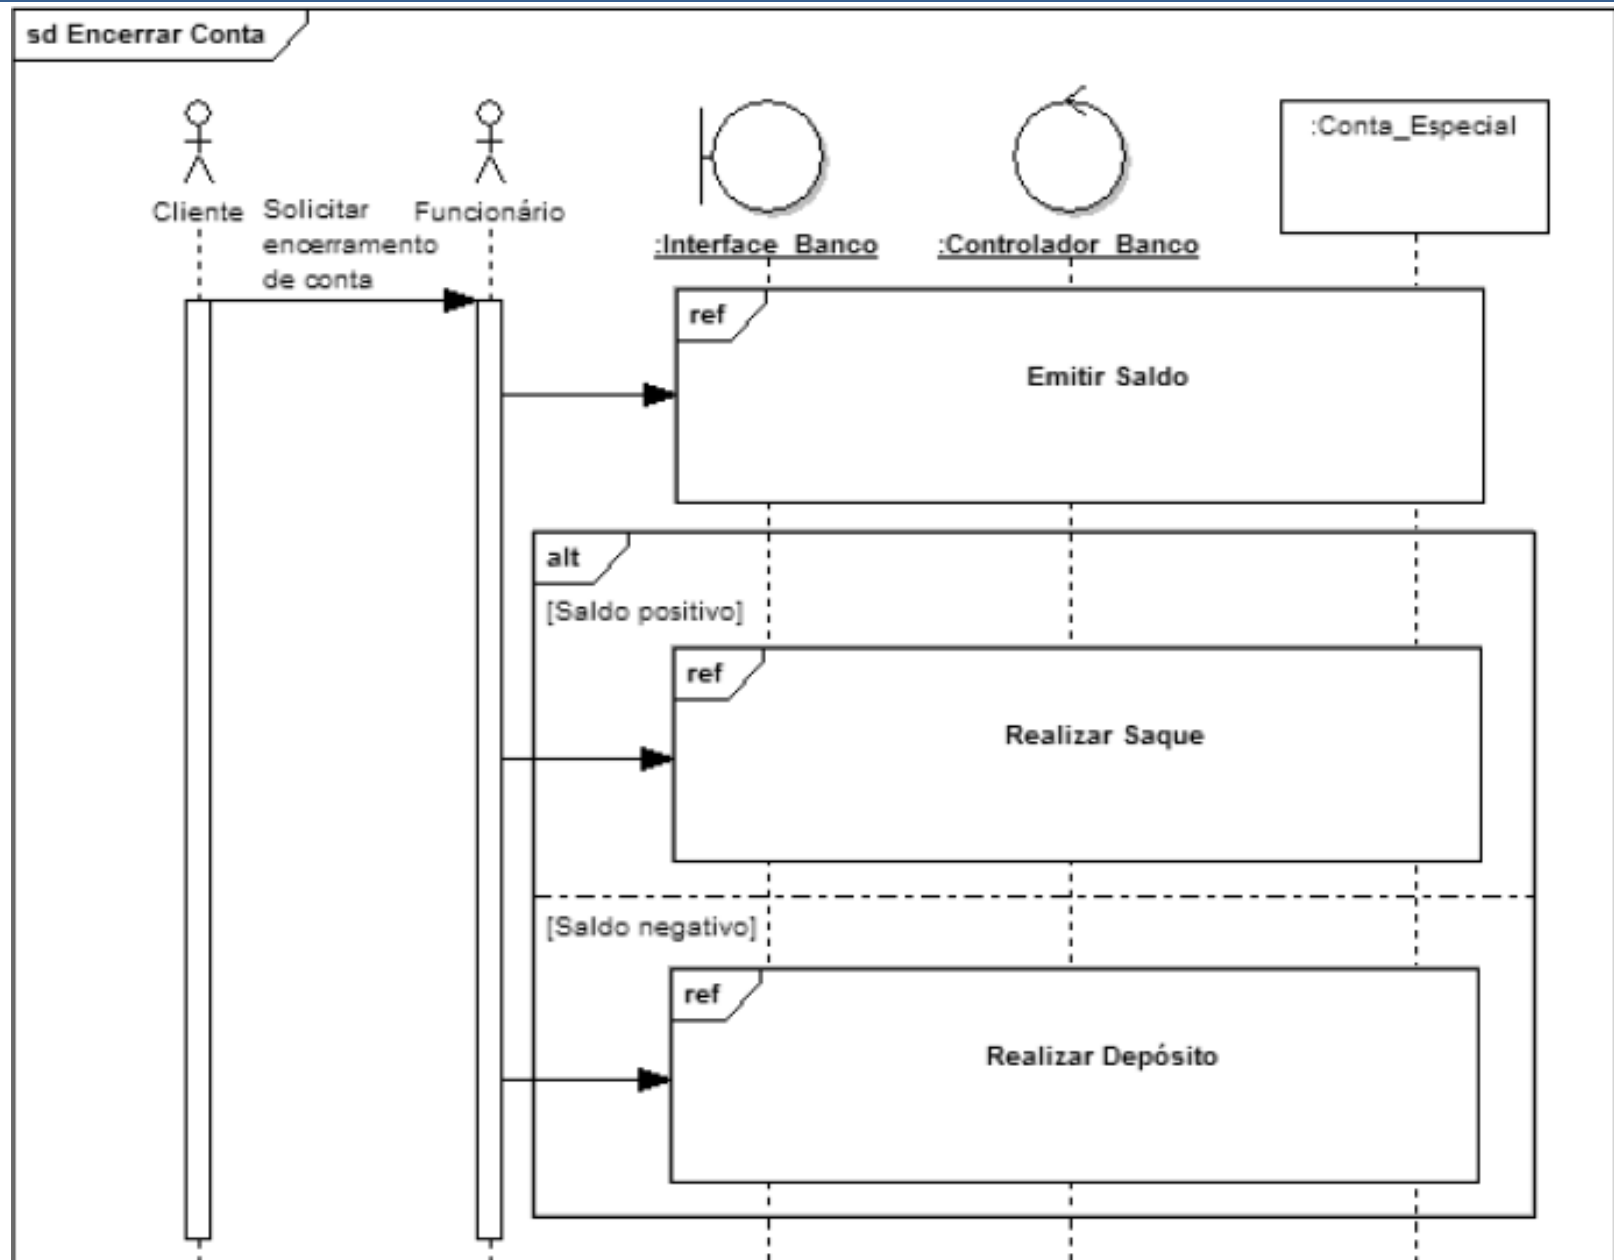 sd Encerrar Conta
Cliente
Solicitar
encerramento
de conta
Funcionário
:Interface_Banco
:Controlador_Banco
:Conta_Especial
ref
Emitir Saldo
alt
[Saldo positivo]
ref
Realizar Saque
[Saldo negativo]
ref
Realizar Depósito